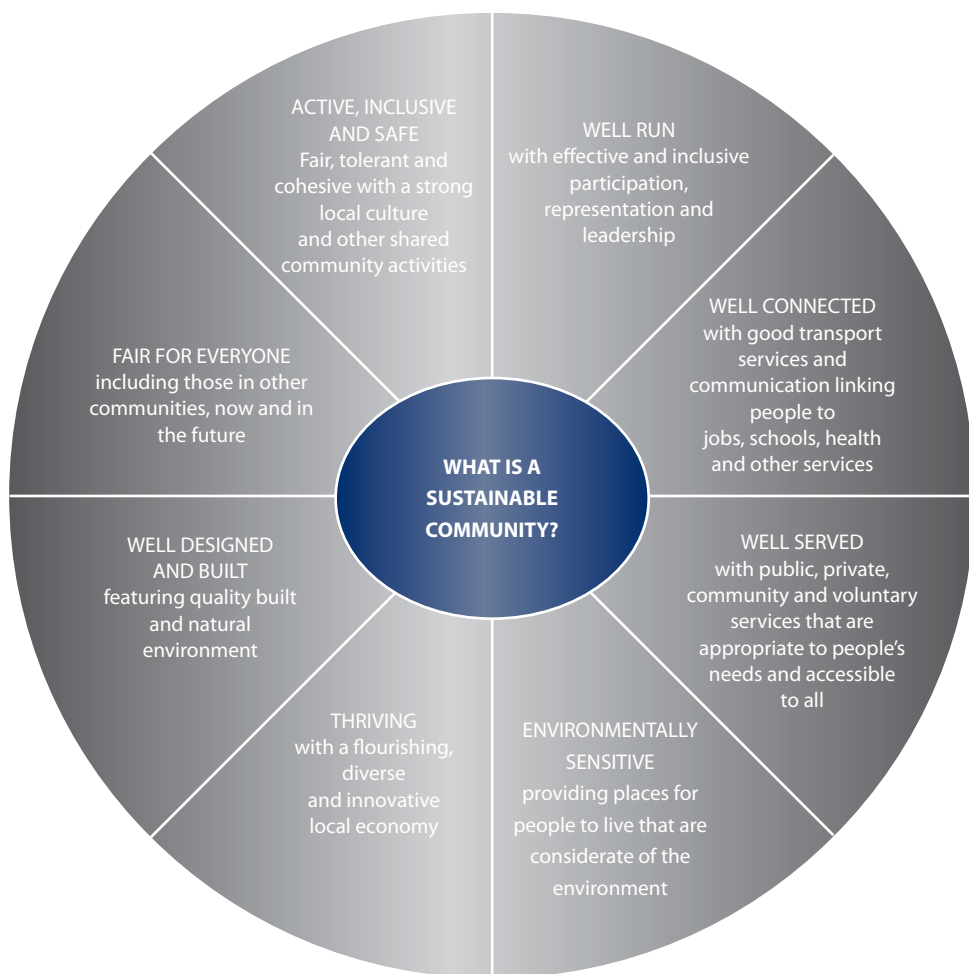 ACTIVE, INCLUSIVE
AND SAFE
Fair, tolerant and
cohesive with a strong
local culture
and other shared
community activities
WELL RUN
with effective and inclusive
participation,
representation and
leadership
WELL CONNECTED
with good transport
services and
communication linking
people to
jobs, schools, health
and other services
WELL SERVED
with public, private,
community and voluntary
services that are
appropriate to people’s
needs and accessible
to all
ENVIRONMENTALLY
SENSITIVE
providing places for
people to live that are
considerate of the
environment
THRIVING
with a flourishing,
diverse
and innovative
local economy
WELL DESIGNED
AND BUILT
featuring quality built
and natural
environment
FAIR FOR EVERYONE
including those in other
communities, now and in
the future
WHAT IS A
SUSTAINABLE
COMMUNITY?